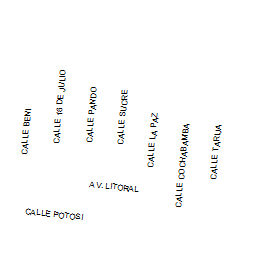 CALLE BENI
CALLE 16 DE JULIO
CALLE PANDO
CALLE SUCRE
CALLE LA PAZ
CALLE COCHABAMBA
CALLE TARIJA
AV. LITORAL
CALLE POTOSI